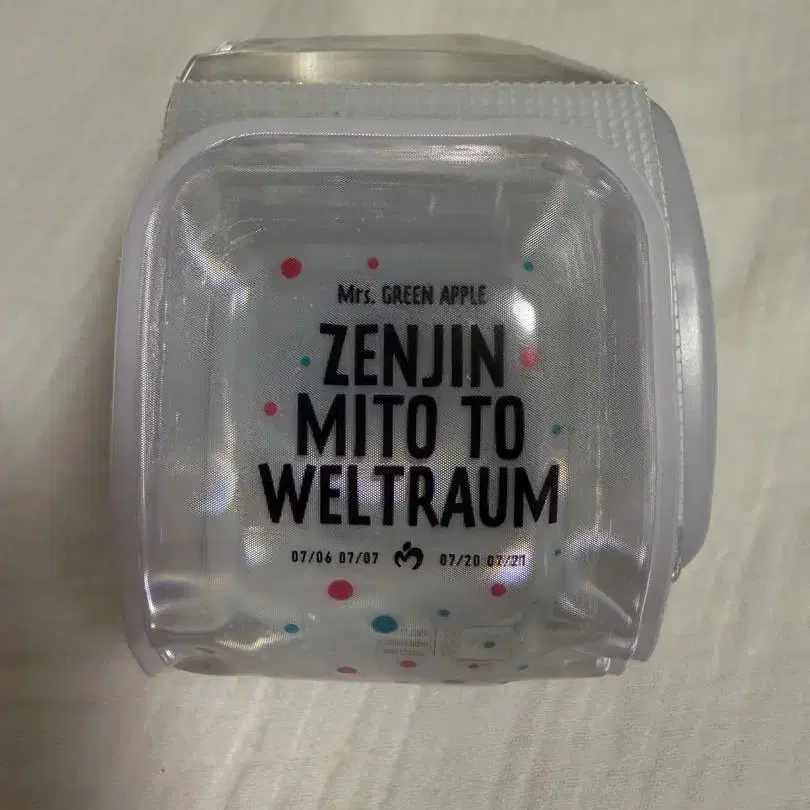 Mrs. GREEN APPLE
ZENJIN
MITO TO
WELTRAUM
07/06 07/07 07/20 07/21